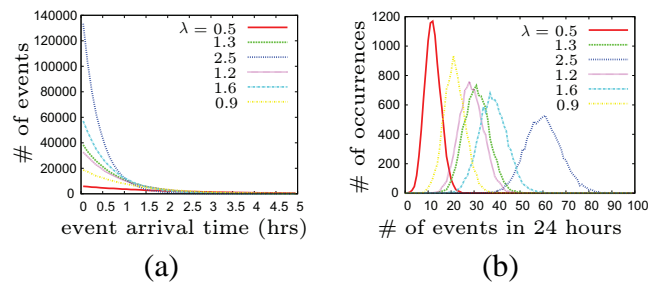 140000
120000
100000
80000
60000
40000
20000
0
# of events
λ = 0.5
1.3
2.5
1.2
1.6
0.9
0 0.5 1 1.5 2 2.5 3 3.5 4 4.5 5
event arrival time (hrs)
(a)
1200
1000
800
600
400
200
0
# of occurrences
λ = 0.5
1.3
2.5
1.2
1.6
0.9
0 10 20 30 40 50 60 70 80 90 100
# of events in 24 hours
(b)